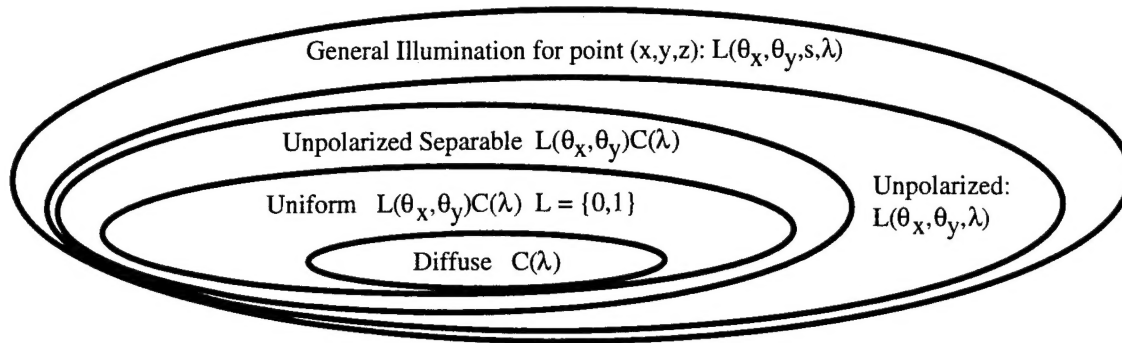 General Illumination for point (x,y,z): L(θx,θy,s,λ)
Unpolarized Separable L(θx,θy)C(λ)
Uniform L(θx,θy)C(λ) L = {0,1}
Diffuse C(λ)
Unpolarized:
L(θx,θy,λ)